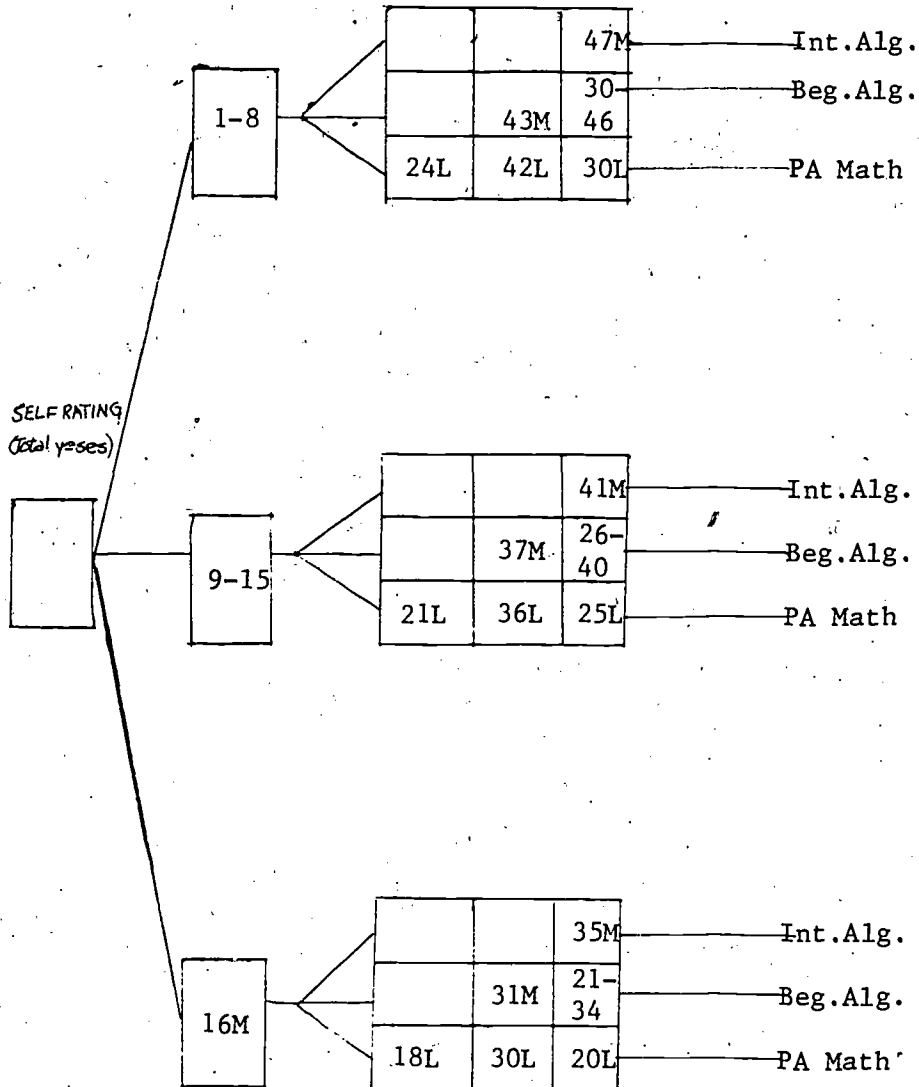 47M Int.Alg.
30- Beg.Alg.
1-8 43M 46
24L 42L 30L PA Math
SELF RATING
(Total yeses)
41M Int.Alg.
37M 26- Beg.Alg.
9-15 40
21L 36L 25L PA Math
35M Int.Alg.
31M 21- Beg.Alg.
16M 34
18L 30L 20L PA Math